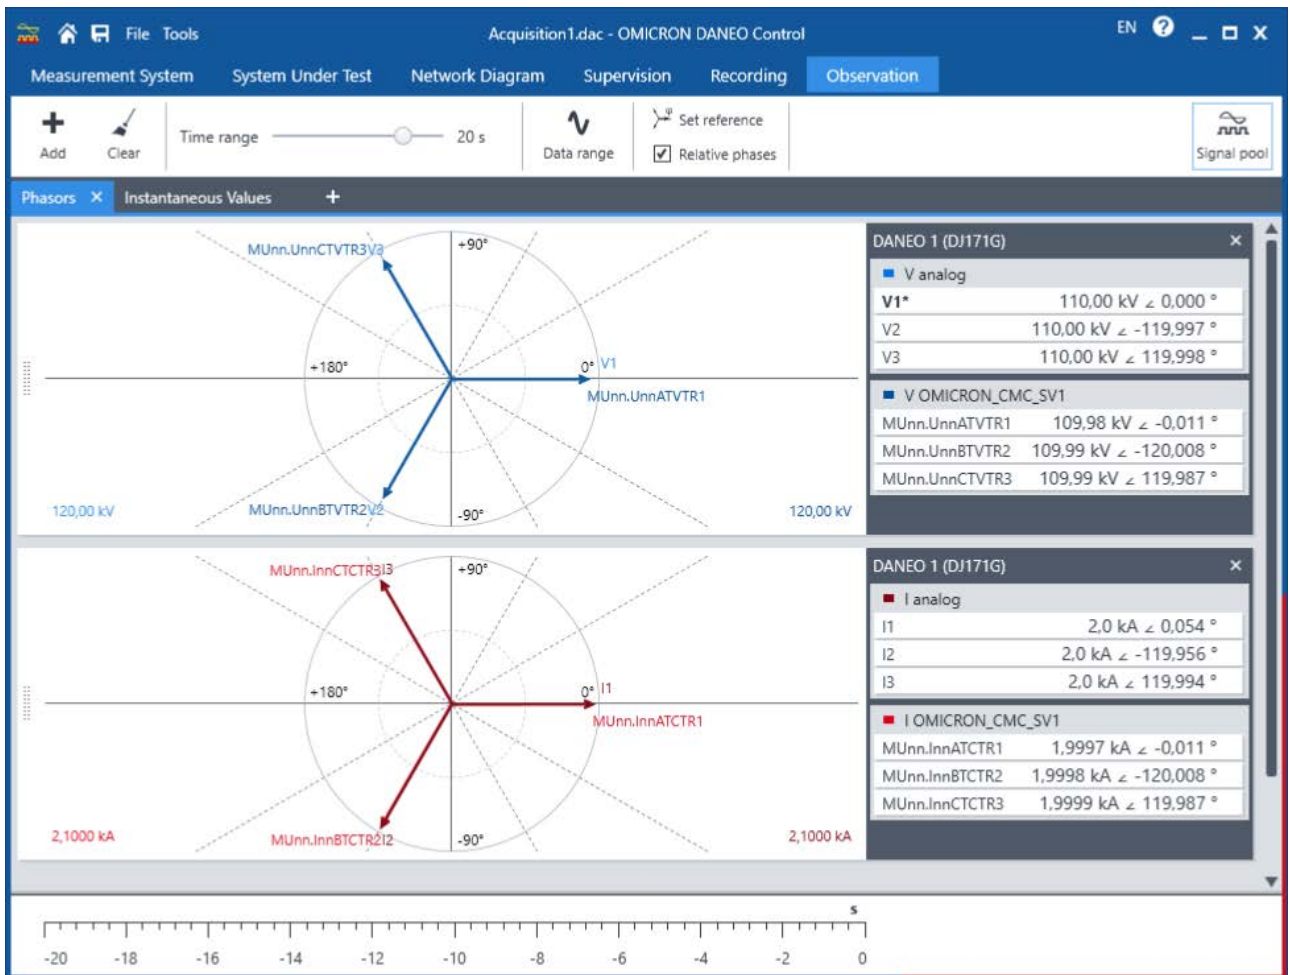 File Tools Acquisition1.dac - OMICRON DANEO Control EN ?
Measurement System System Under Test Network Diagram Supervision Recording Observation
Add Clear Time range 20 s Data range Set reference Relative phases Signal pool
Phasors × Instantaneous Values +
MUnn.UnnCTVTR3 V3
+90°
+180°
0° V1
MUnn.UnnATVTR1
120,00 kV
MUnn.UnnBTVTR2 V2
-90°
120,00 kV
DANEO 1 (DJ171G) ×
V analog
V1* 110,00 kV ∠ 0,000 °
V2 110,00 kV ∠ -119,997 °
V3 110,00 kV ∠ 119,998 °
V OMICRON_CMC_SV1
MUnn.UnnATVTR1 109,98 kV ∠ -0,011 °
MUnn.UnnBTVTR2 109,99 kV ∠ -120,008 °
MUnn.UnnCTVTR3 109,99 kV ∠ 119,987 °
MUnn.InnCTCTR3 I3
+90°
+180°
0° I1
MUnn.InnATCTR1
2,1000 kA
MUnn.InnBTCTR2 I2
-90°
2,1000 kA
DANEO 1 (DJ171G) ×
I analog
I1 2,0 kA ∠ 0,054 °
I2 2,0 kA ∠ -119,956 °
I3 2,0 kA ∠ 119,994 °
I OMICRON_CMC_SV1
MUnn.InnATCTR1 1,9997 kA ∠ -0,011 °
MUnn.InnBTCTR2 1,9998 kA ∠ -120,008 °
MUnn.InnCTCTR3 1,9999 kA ∠ 119,987 °
s
-20 -18 -16 -14 -12 -10 -8 -6 -4 -2 0